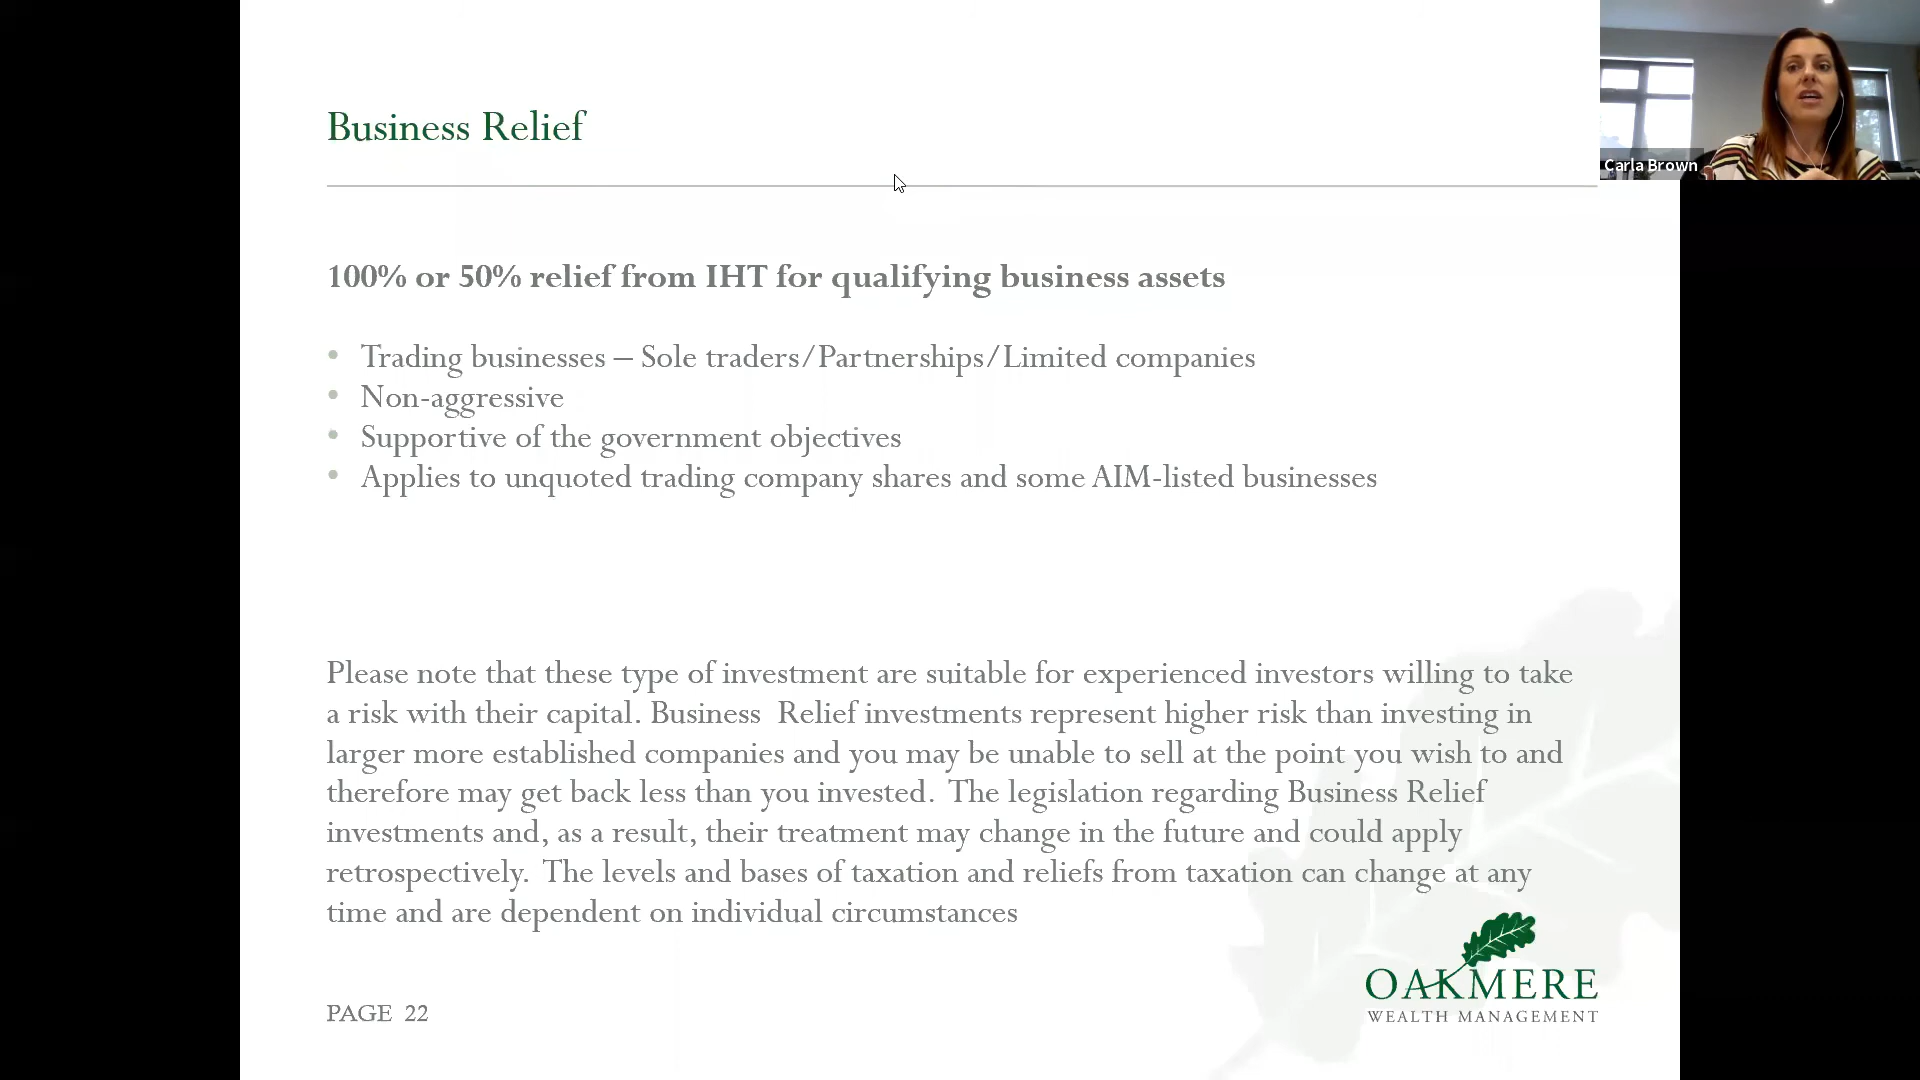 Business Relief
Carla Brown
100% or 50% relief from IHT for qualifying business assets
• Trading businesses – Sole traders/Partnerships/Limited companies
• Non-aggressive
• Supportive of the government objectives
• Applies to unquoted trading company shares and some AIM-listed businesses
Please note that these type of investment are suitable for experienced investors willing to take
a risk with their capital. Business  Relief investments represent higher risk than investing in
larger more established companies and you may be unable to sell at the point you wish to and
therefore may get back less than you invested.  The legislation regarding Business Relief
investments and, as a result, their treatment may change in the future and could apply
retrospectively.  The levels and bases of taxation and reliefs from taxation can change at any
time and are dependent on individual circumstances
OAKMERE
WEALTH MANAGEMENT
PAGE  22